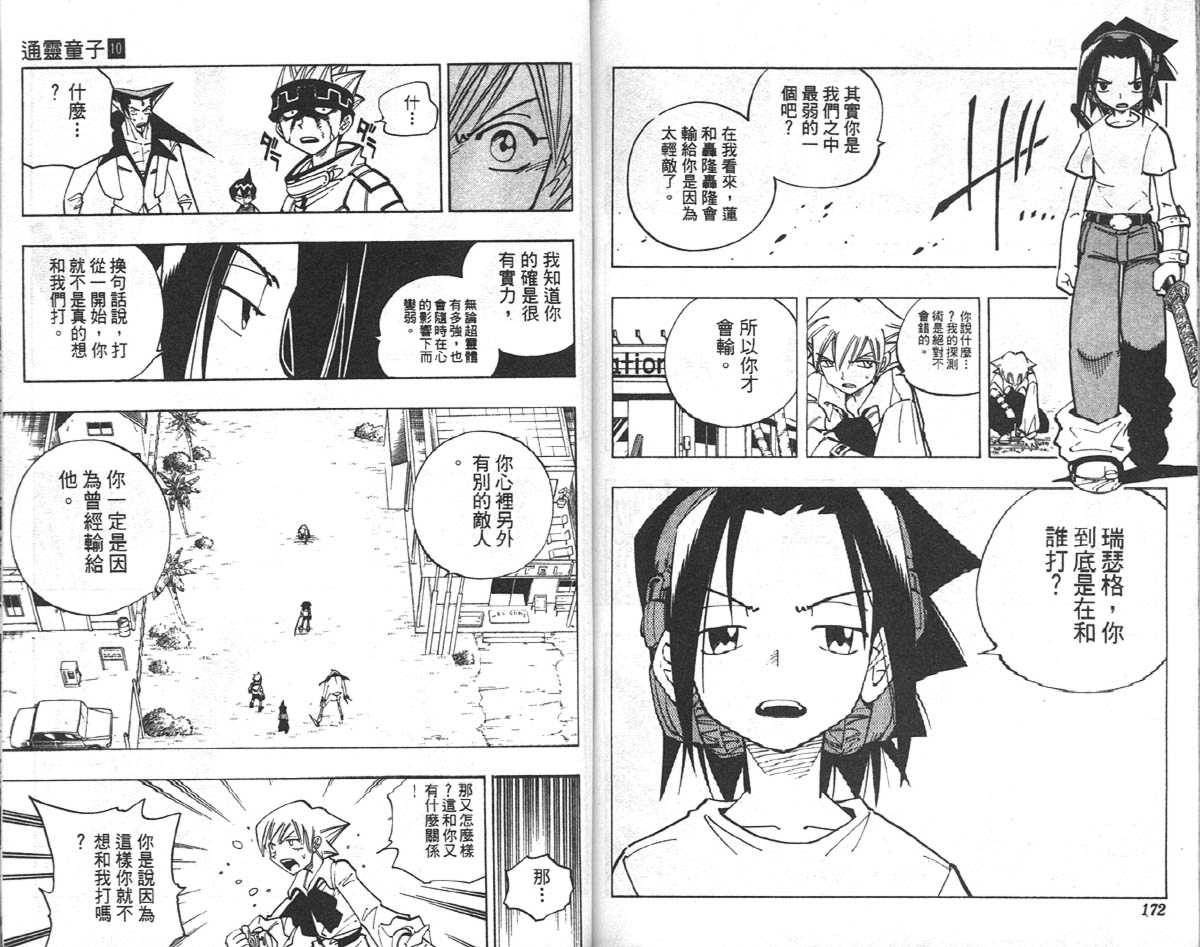 其實你是
我們之中
最弱的一
個吧?
在我看來,蓮
和轟隆轟隆會
輸給你是因為
太輕敵了。
你說什麼…
?我的探測
術是絕對不
會錯的。
所以你才
會輸。
ation
瑞瑟格,你
到底是在和
誰打?
172
通靈童子10
什…
什麼…
?
我知道你
的確是很
有實力,
無論超靈體
有多強,也
會隨時在心
的影響下而
變弱。
換句話說,打
從一開始,你
就不是真的想
和我們打。
你心裡另外
有別的敵人
。
你一定是因
為曾經輸給
他。
那…
那又怎麼樣
?這和你又
有什麼關係
!
你是說因為
這樣你就不
想和我打嗎
?